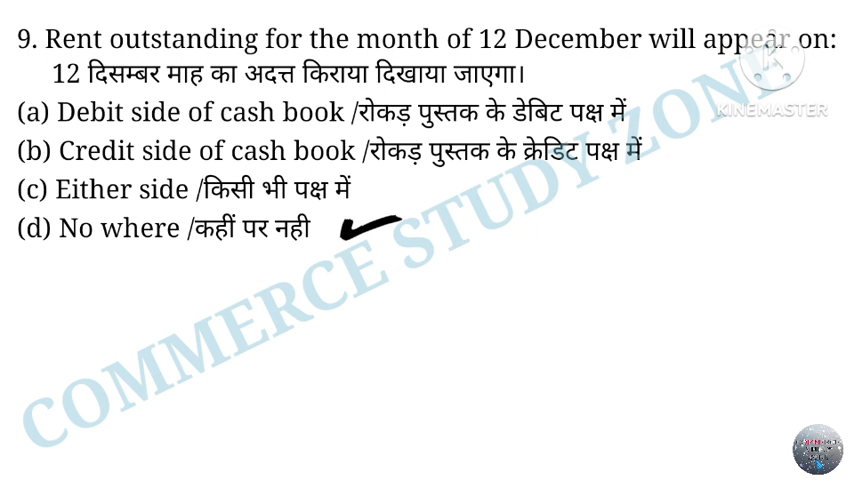 9. Rent outstanding for the month of 12 December will appear on:
12 दिसम्बर माह का अदत्त किराया दिखाया जाएगा।
(a) Debit side of cash book /रोकड़ पुस्तक के डेबिट पक्ष में
(b) Credit side of cash book /रोकड़ पुस्तक के क्रेडिट पक्ष में
(c) Either side /किसी भी पक्ष में
(d) No where /कहीं पर नही
COMMERCE STUDY ZONE
KINEMASTER